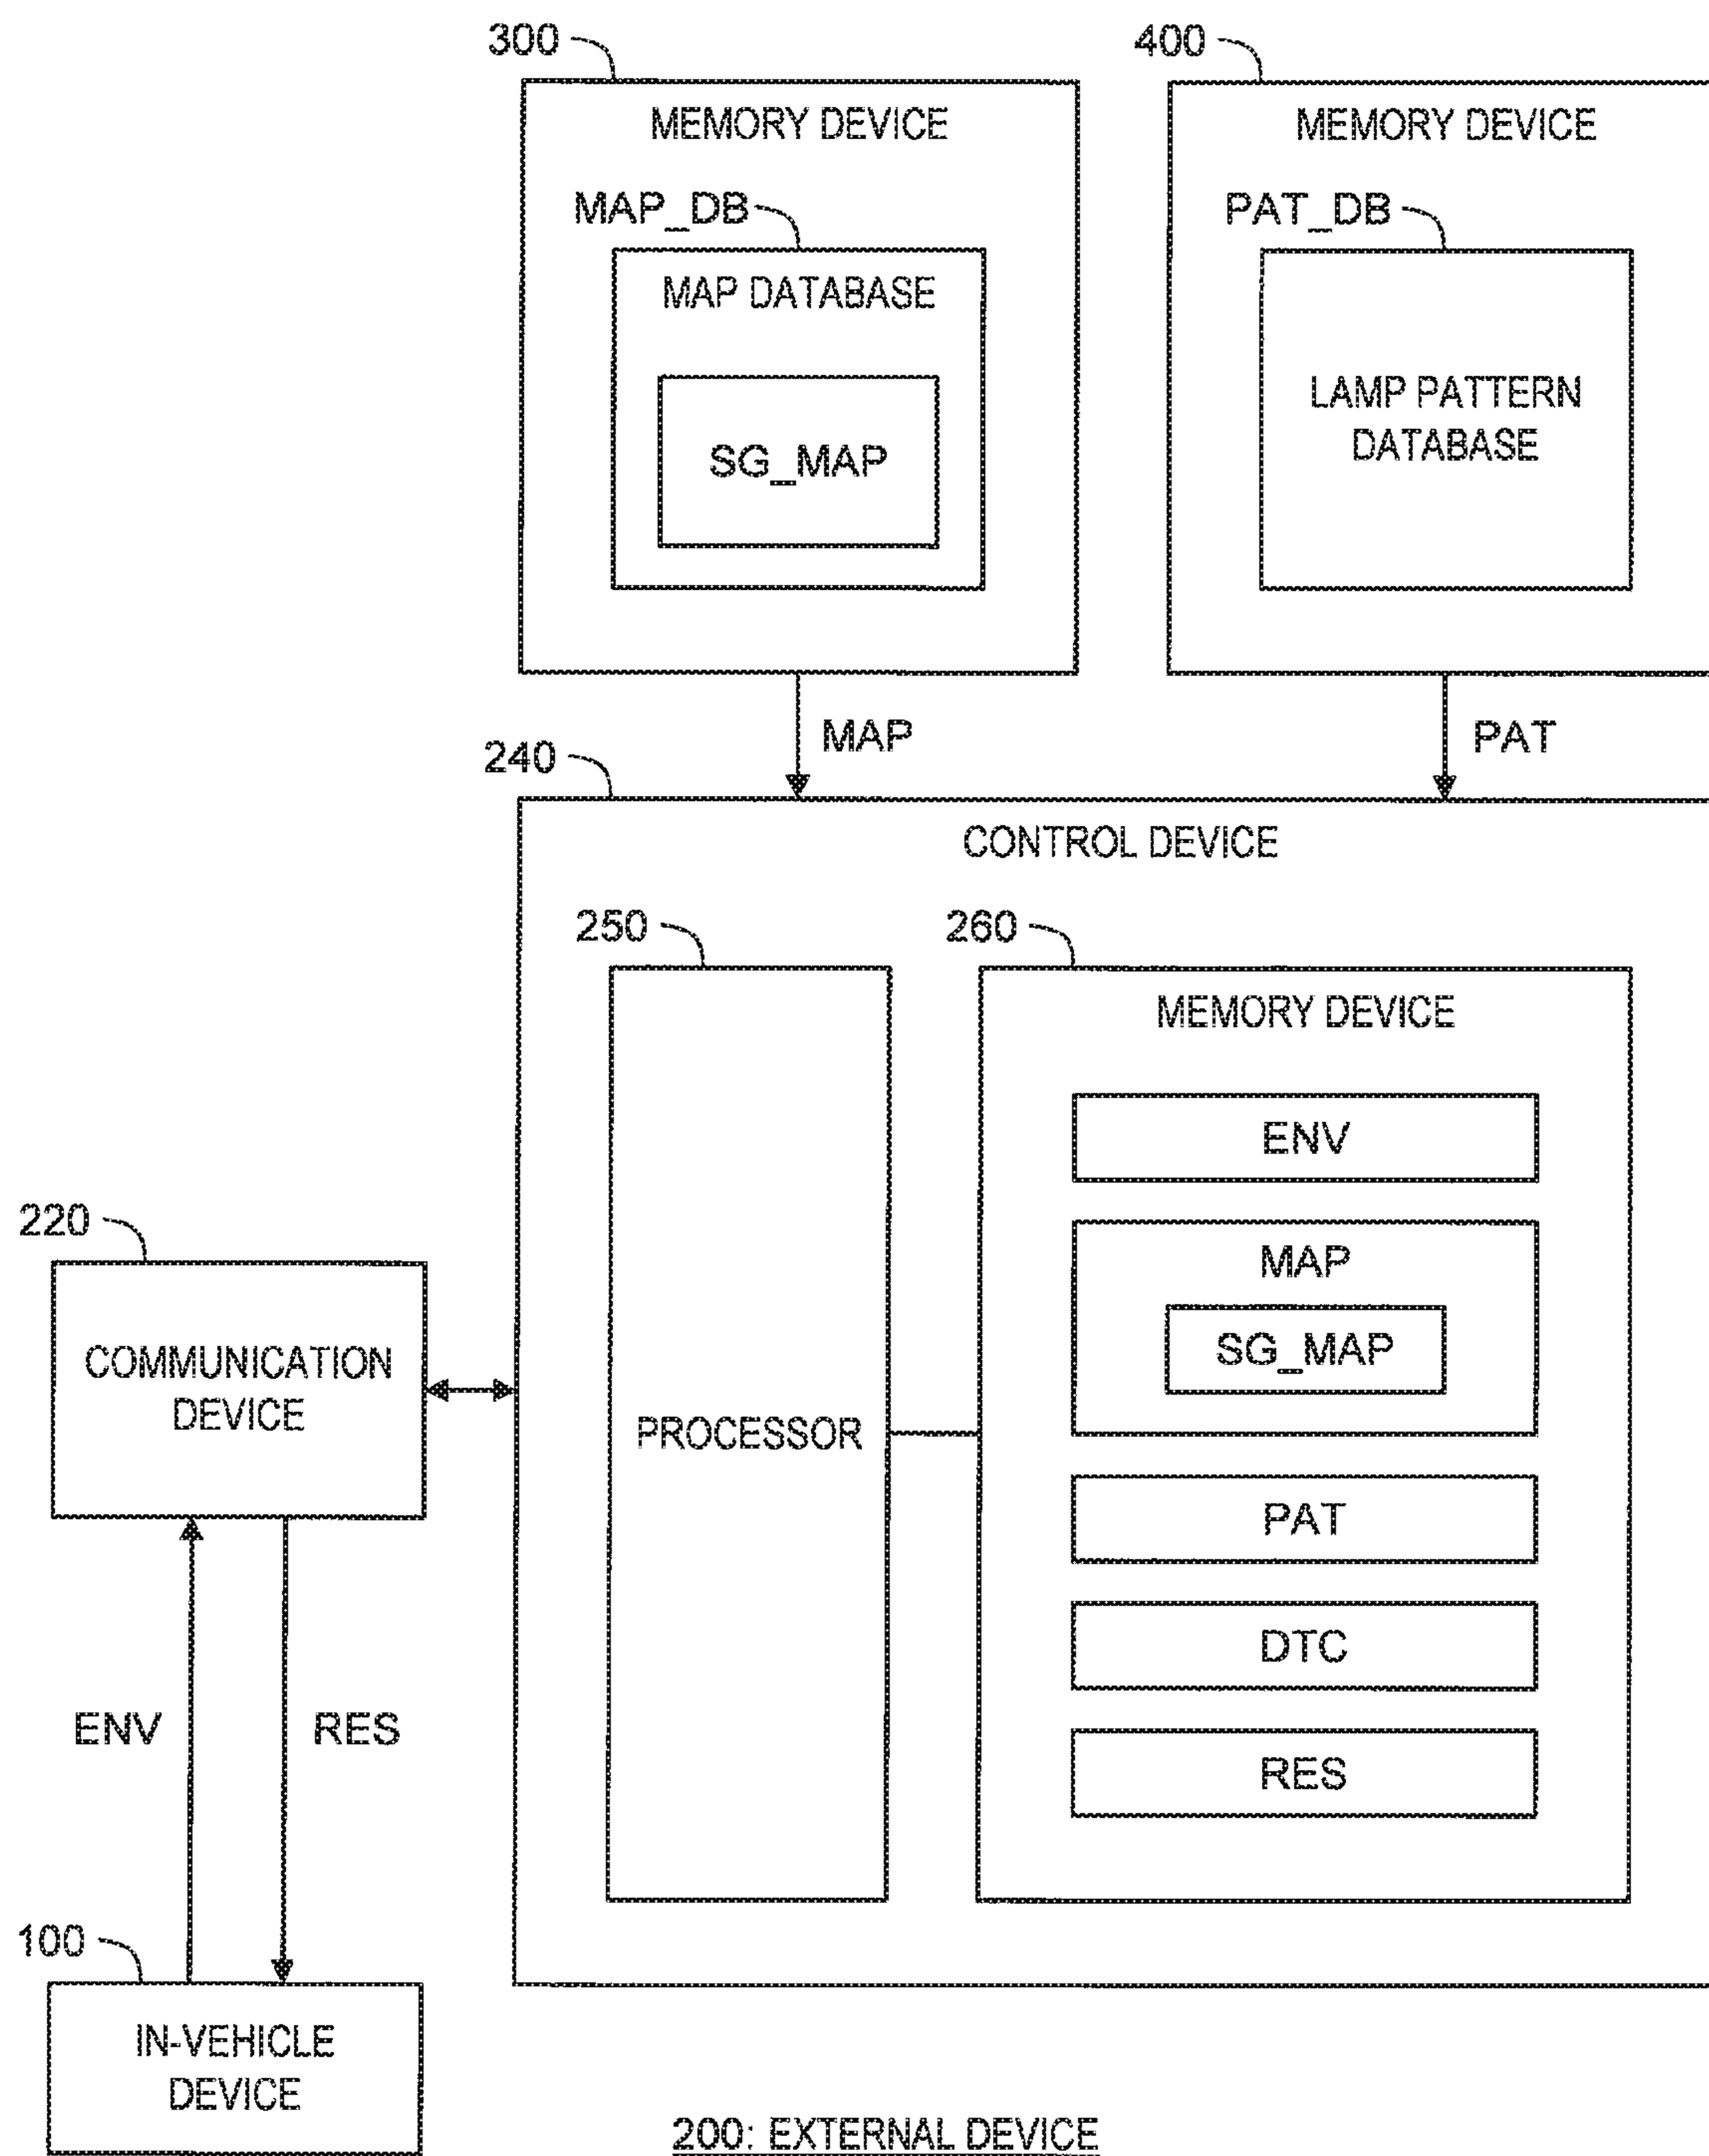 300
400
MEMORY DEVICE
MEMORY DEVICE
MAP_DB
PAT_DB
MAP DATABASE
SG_MAP
LAMP PATTERN
DATABASE
MAP
PAT
240
CONTROL DEVICE
250
260
PROCESSOR
MEMORY DEVICE
ENV
MAP
SG_MAP
PAT
DTC
RES
220
COMMUNICATION
DEVICE
ENV
RES
100
IN-VEHICLE
DEVICE
200: EXTERNAL DEVICE